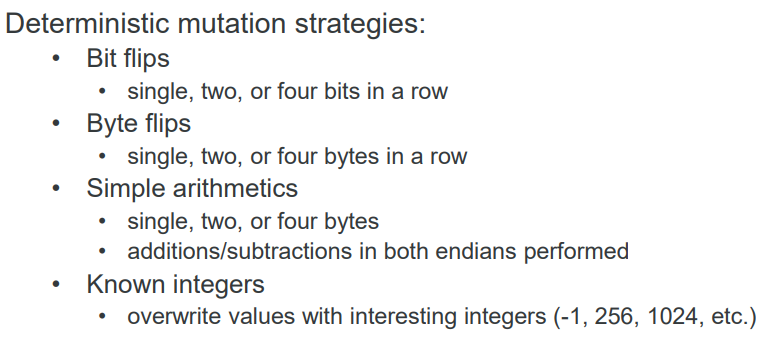 Deterministic mutation strategies:
• Bit flips
• single, two, or four bits in a row
• Byte flips
• single, two, or four bytes in a row
• Simple arithmetics
• single, two, or four bytes
• additions/subtractions in both endians performed
• Known integers
• overwrite values with interesting integers (-1, 256, 1024, etc.)